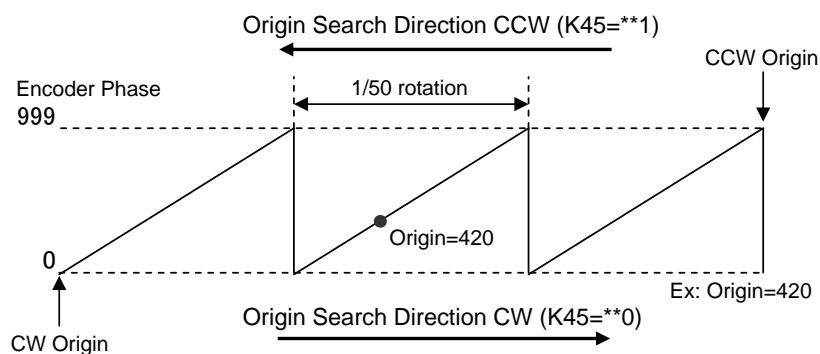 Origin Search Direction CCW (K45=**1)
CCW Origin
Encoder Phase
1/50 rotation
999
Origin=420
0
Ex: Origin=420
Origin Search Direction CW (K45=**0)
CW Origin